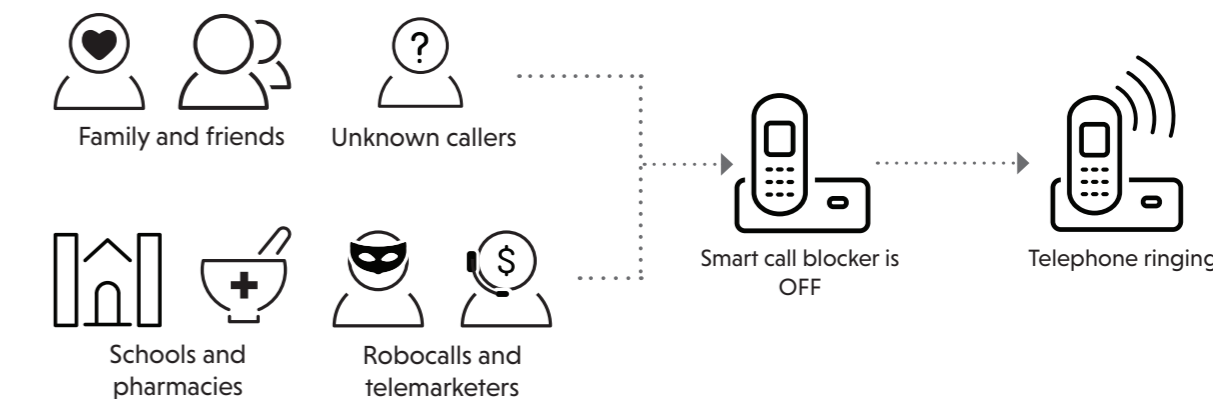 Family and friends
Unknown callers
?
Schools and
pharmacies
$
Robocalls and
telemarketers
Smart call blocker is
OFF
Telephone ringing